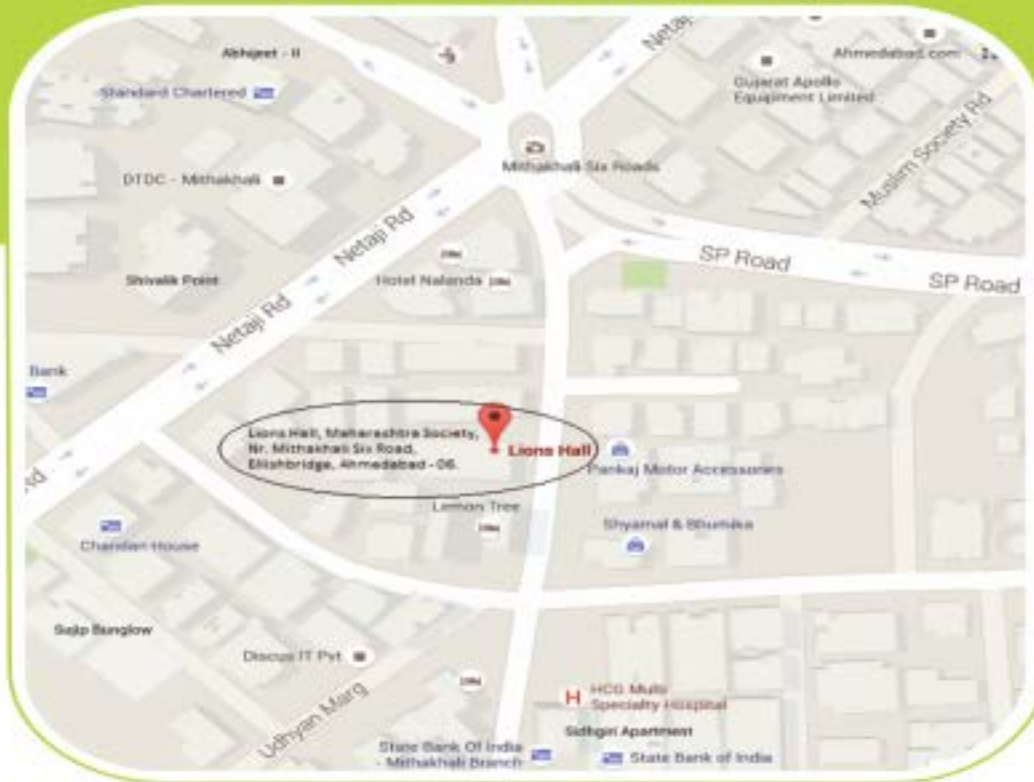 Netaji
Abhijeet - II
Ahmedabad.com
Gujarat Apollo
Equipment Limited
Standard Chartered
Muslim Society Rd
Mithakhali Six Roads
DTDC - Mithakhali
Netaji Rd
SP Road
SP Road
Shivalik Point
Hotel Nalanda
Netaji Rd
Bank
Lions Hall, Maharashtra Society,
Nr. Mithakhali Six Road,
Ellishbridge, Ahmedabad - 06.
Lions Hall
Pankaj Motor Accessories
Rd
Lemon Tree
Shyamal & Bhumika
Chandan House
Sujip Bunglow
Discus IT Pvt
Udhyan Marg
H
HCG Multi
Specialty Hospital
Sidhgiri Apartment
State Bank Of India
- Mithakhali Branch
State Bank of India